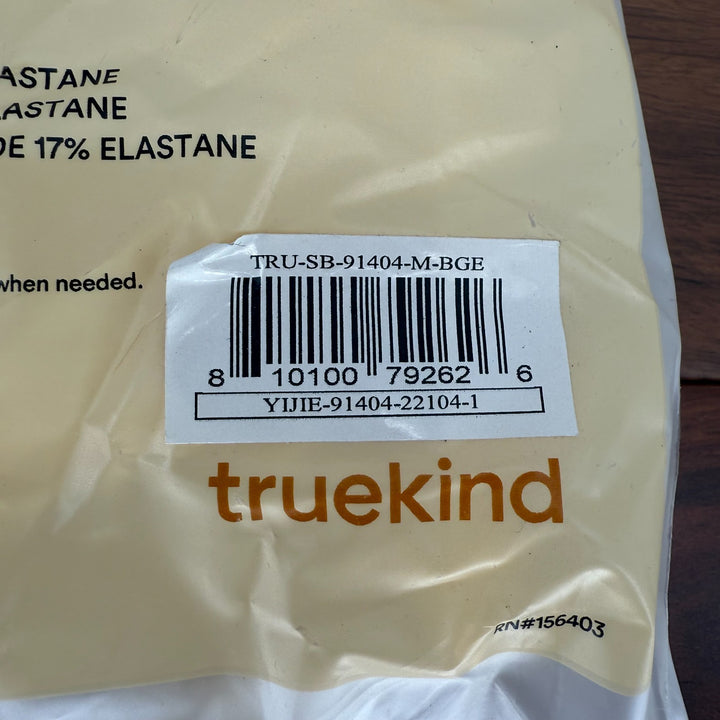 ASTANE
LASTANE
DE 17% ELASTANE
when needed.
TRU-SB-91404-M-BGE
8 10100 79262 6
YIJIE-91404-22104-1
truekind
RN#156403